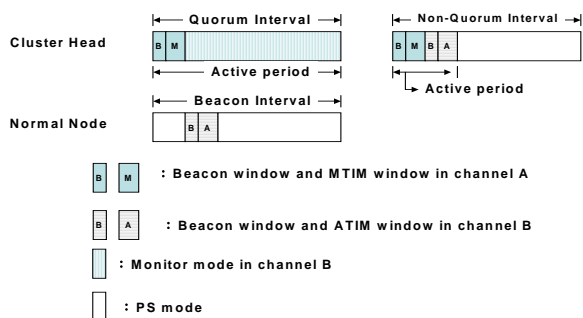 Quorum Interval
Non-Quorum Interval
Cluster Head
B M
B M B A
Active period
Active period
Beacon Interval
Normal Node
B A
B M : Beacon window and MTIM window in channel A
B A : Beacon window and ATIM window in channel B
: Monitor mode in channel B
: PS mode